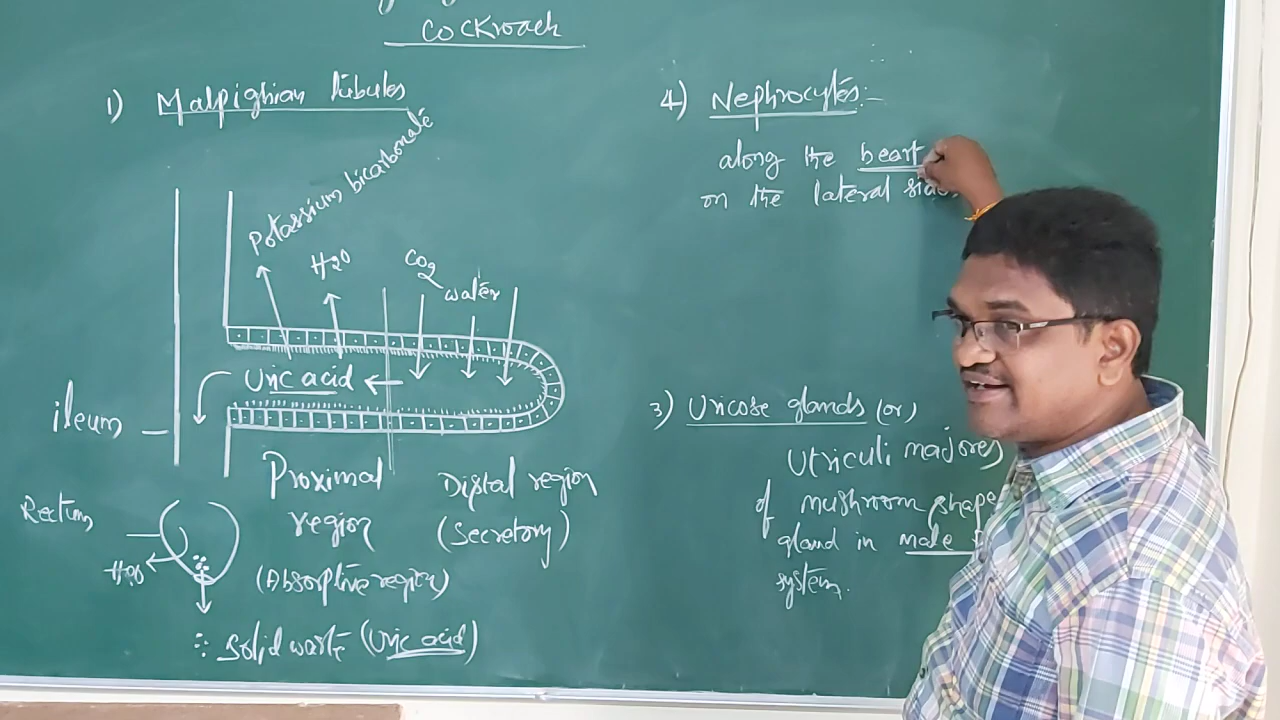 Cockroach
1) Malpighian tubules
Potassium bicarbonate
H2O
CO2
water
Uric acid
ileum
Proximal
region
(Absorptive region)
Distal region
(Secretory)
Rectum
H2O
∴ Solid waste (Uric acid)
4) Nephrocytes:-
along the heart
on the lateral sides
3) Uricose glands (or)
Utriculi majores
of mushroom shape
gland in male
system.